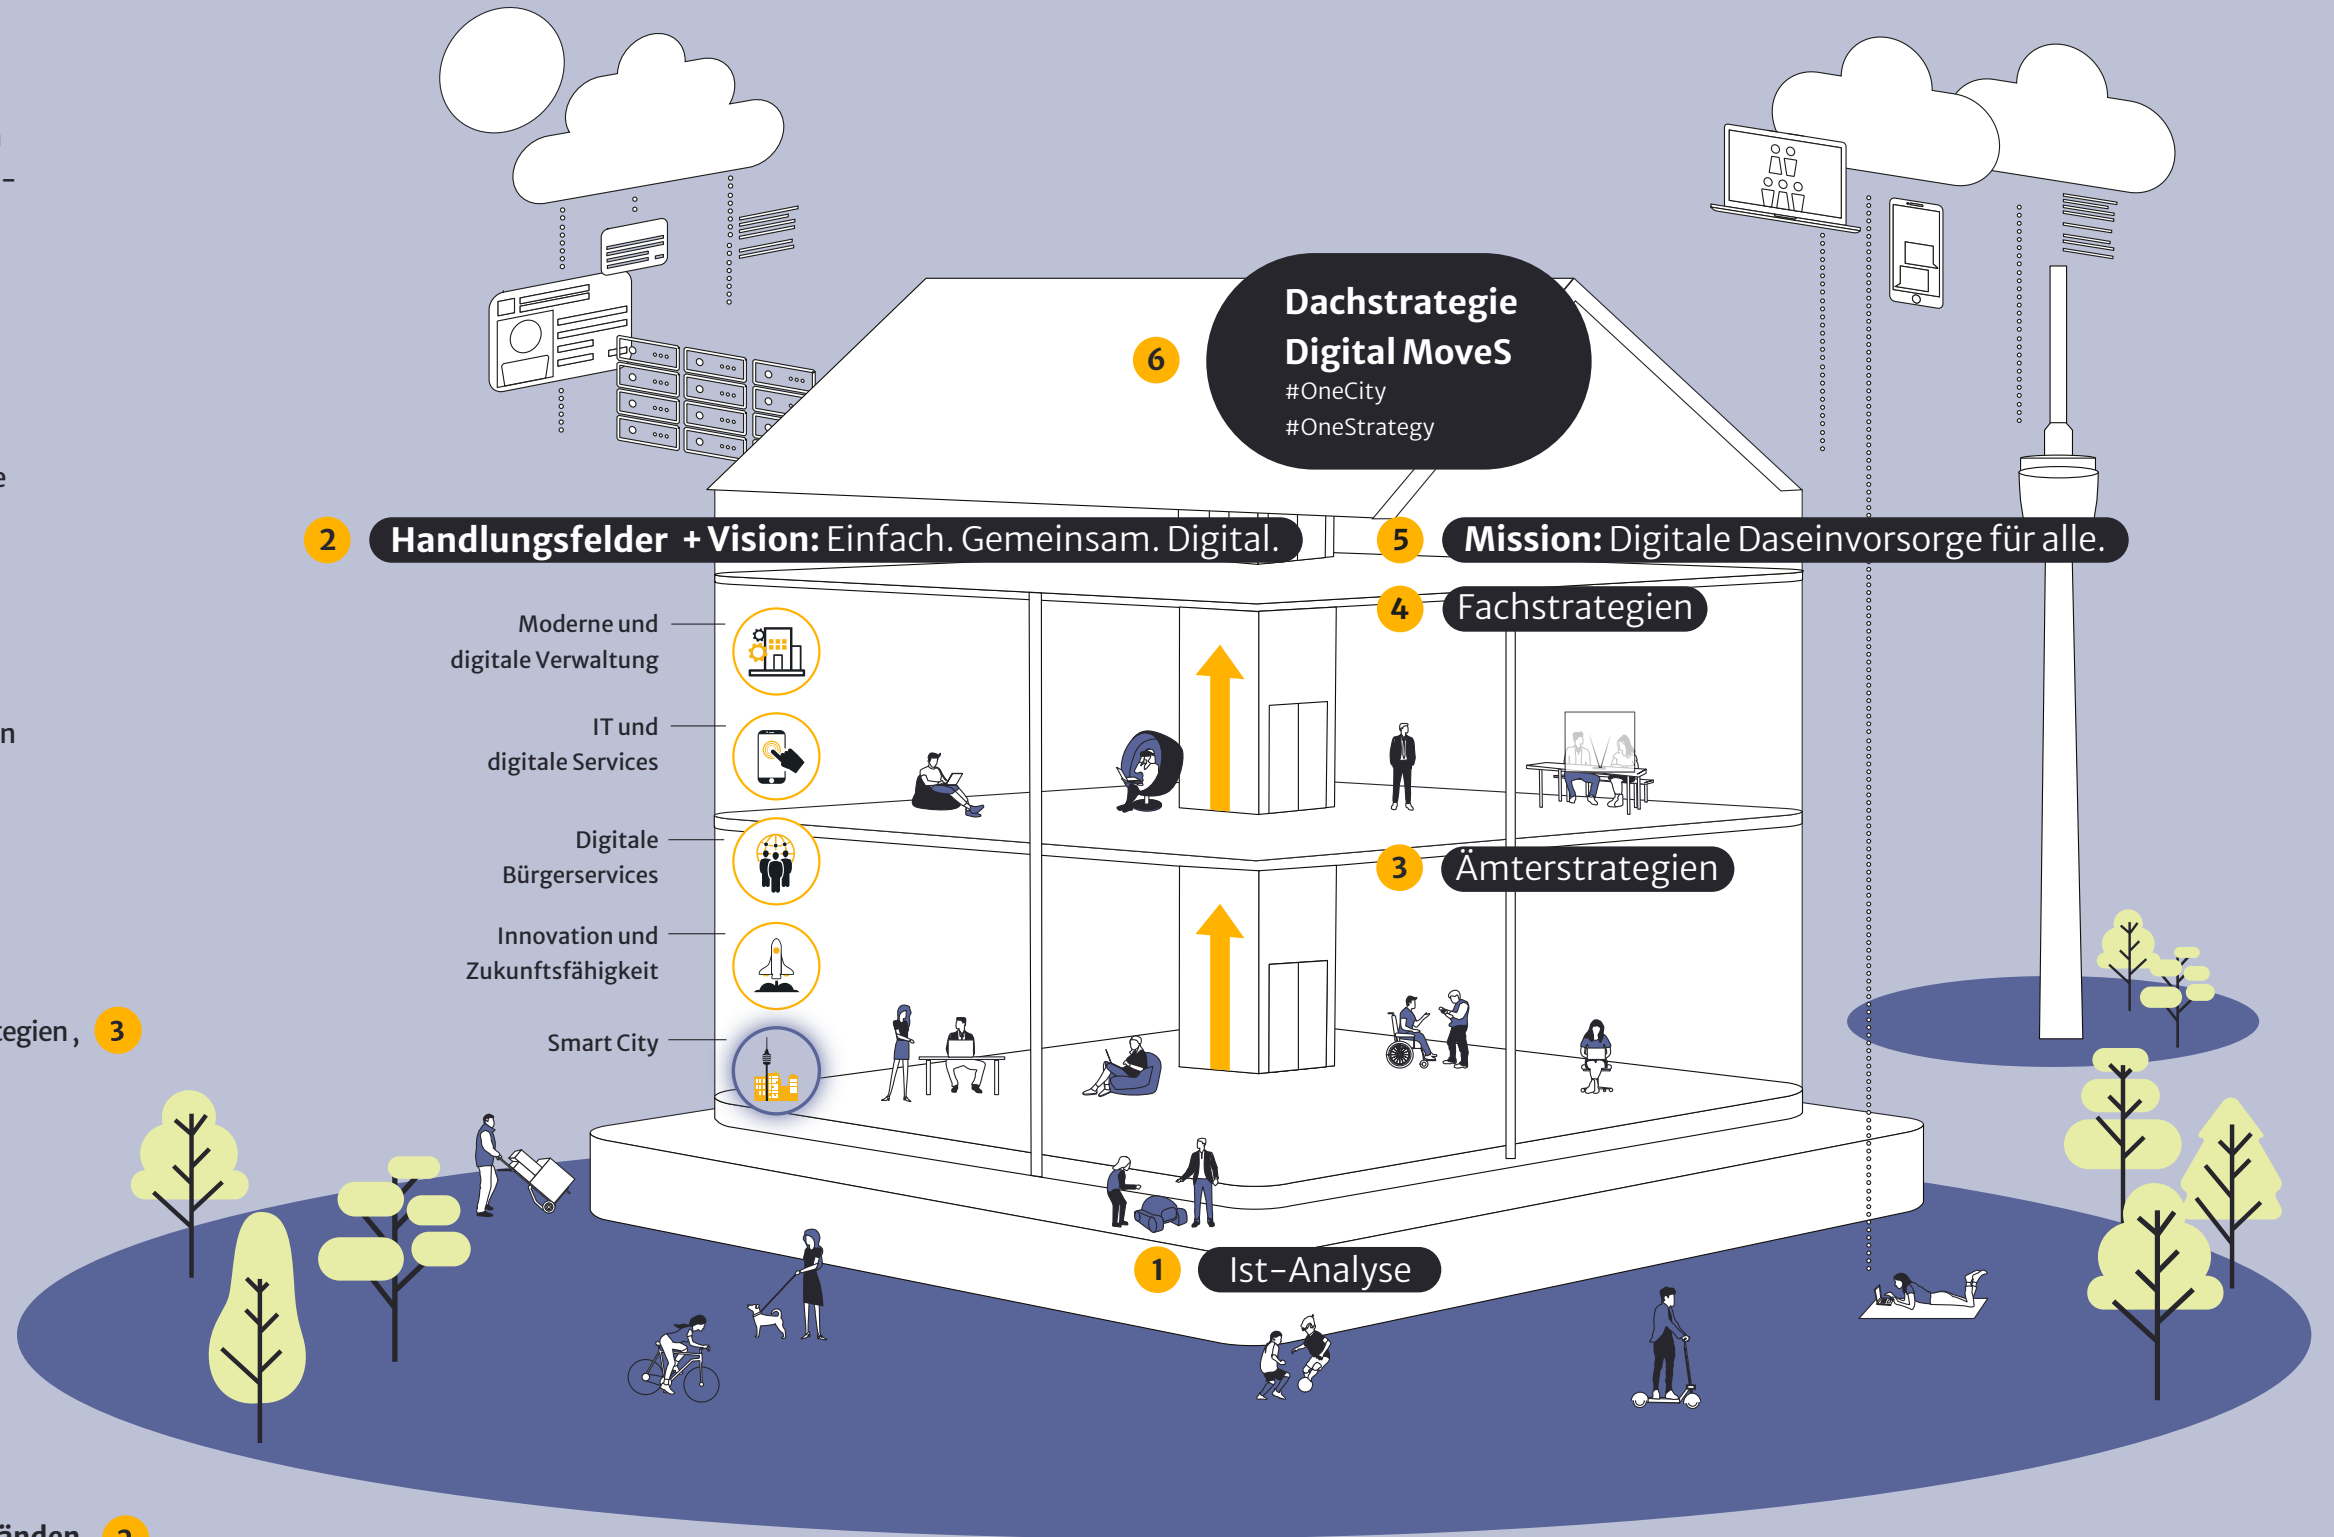 Dachstrategie
Digital MoveS
#OneCity
#OneStrategy
6
2
Handlungsfelder + Vision: Einfach. Gemeinsam. Digital.
5
Mission: Digitale Daseinvorsorge für alle.
4
Fachstrategien
Moderne und
digitale Verwaltung
IT und
digitale Services
Digitale
Bürgerservices
3
Ämterstrategien
Innovation und
Zukunftsfähigkeit
Smart City
3
1
Ist-Analyse